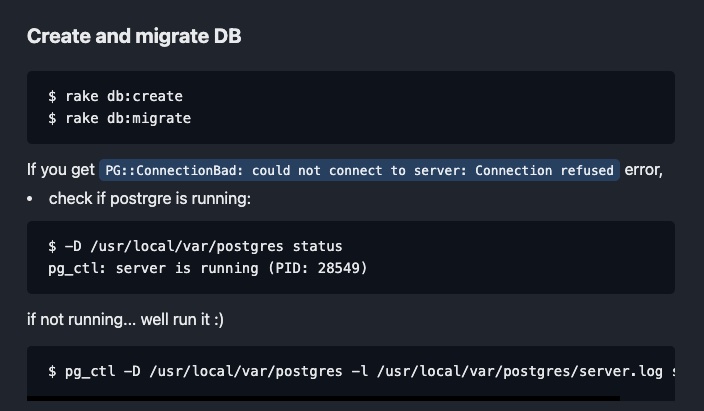 Create and migrate DB
$ rake db:create
$ rake db:migrate
If you get PG::ConnectionBad: could not connect to server: Connection refused error,
• check if postrgre is running:
$ -D /usr/local/var/postgres status
pg_ctl: server is running (PID: 28549)
if not running... well run it :)
$ pg_ctl -D /usr/local/var/postgres -l /usr/local/var/postgres/server.log